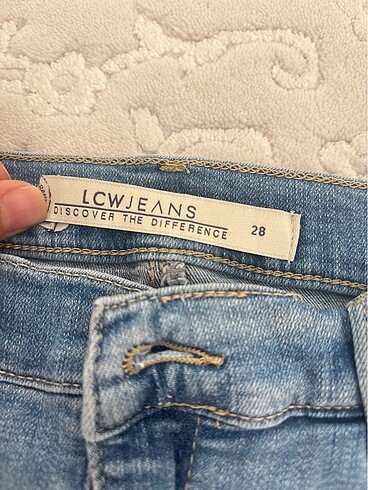 LCWJEANS
DISCOVER THE DIFFERENCE
28